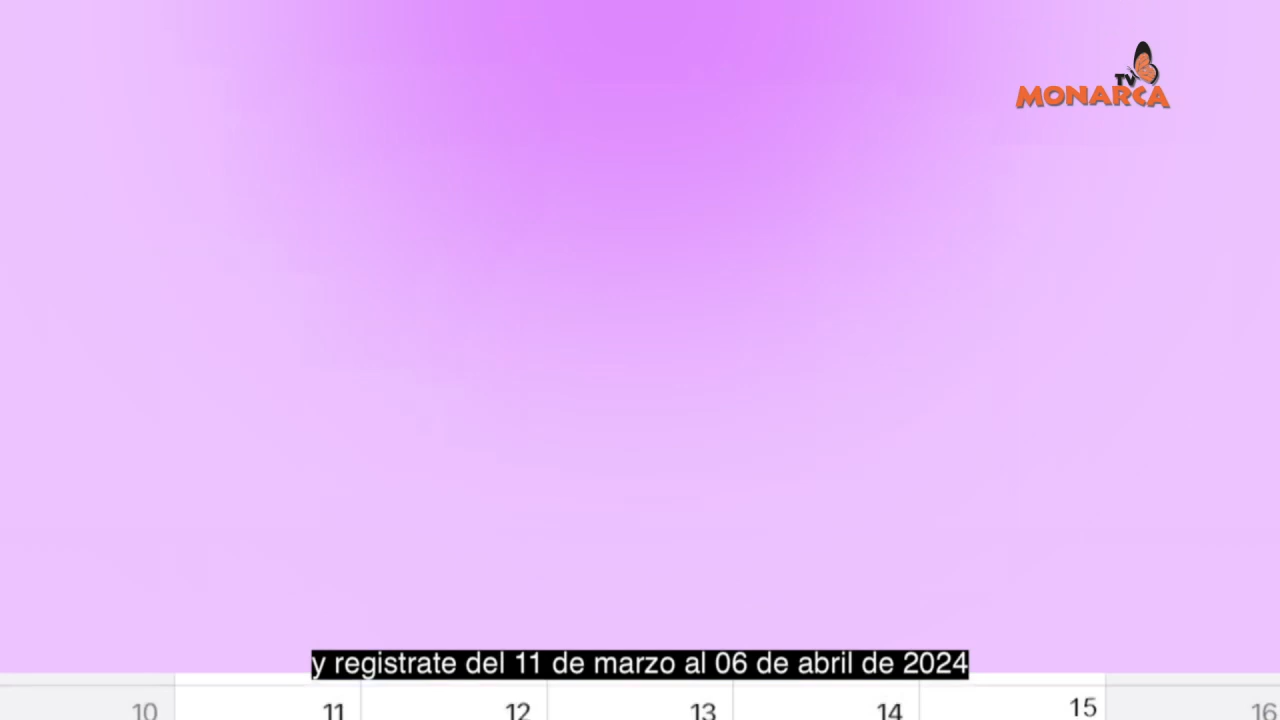 TV
MONARCA
y registrate del 11 de marzo al 06 de abril de 2024
10 11 12 13 14 15 16